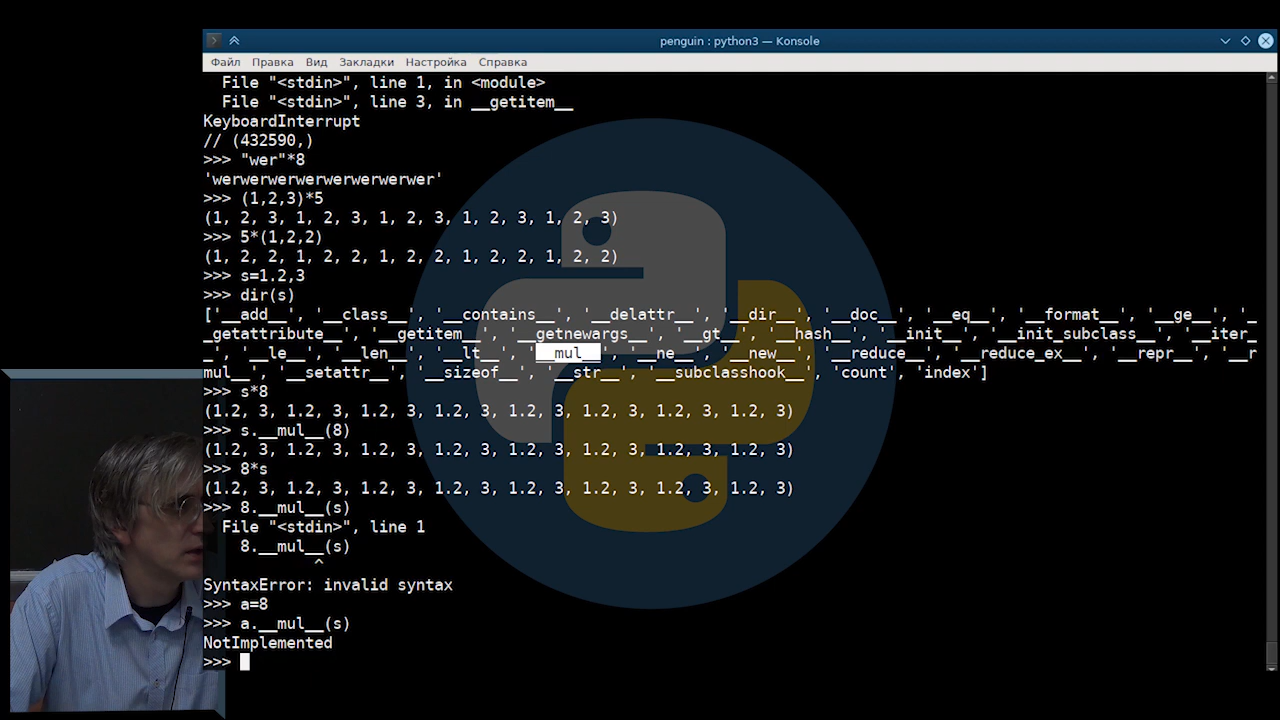 penguin : python3 — Konsole
Файл Правка Вид Закладки Настройка Справка
  File "<stdin>", line 1, in <module>
  File "<stdin>", line 3, in __getitem__
KeyboardInterrupt
// (432590,)
>>> "wer"*8
'werwerwerwerwerwerwerwer'
>>> (1,2,3)*5
(1, 2, 3, 1, 2, 3, 1, 2, 3, 1, 2, 3, 1, 2, 3)
>>> 5*(1,2,2)
(1, 2, 2, 1, 2, 2, 1, 2, 2, 1, 2, 2, 1, 2, 2)
>>> s=1.2,3
>>> dir(s)
['__add__', '__class__', '__contains__', '__delattr__', '__dir__', '__doc__', '__eq__', '__format__', '__ge__', '_
_getattribute__', '__getitem__', '__getnewargs__', '__gt__', '__hash__', '__init__', '__init_subclass__', '__iter_
_', '__le__', '__len__', '__lt__', '__mul__', '__ne__', '__new__', '__reduce__', '__reduce_ex__', '__repr__', '__r
mul__', '__setattr__', '__sizeof__', '__str__', '__subclasshook__', 'count', 'index']
>>> s*8
(1.2, 3, 1.2, 3, 1.2, 3, 1.2, 3, 1.2, 3, 1.2, 3, 1.2, 3, 1.2, 3)
>>> s.__mul__(8)
(1.2, 3, 1.2, 3, 1.2, 3, 1.2, 3, 1.2, 3, 1.2, 3, 1.2, 3, 1.2, 3)
>>> 8*s
(1.2, 3, 1.2, 3, 1.2, 3, 1.2, 3, 1.2, 3, 1.2, 3, 1.2, 3, 1.2, 3)
>>> 8.__mul__(s)
  File "<stdin>", line 1
    8.__mul__(s)
            ^
SyntaxError: invalid syntax
>>> a=8
>>> a.__mul__(s)
NotImplemented
>>>